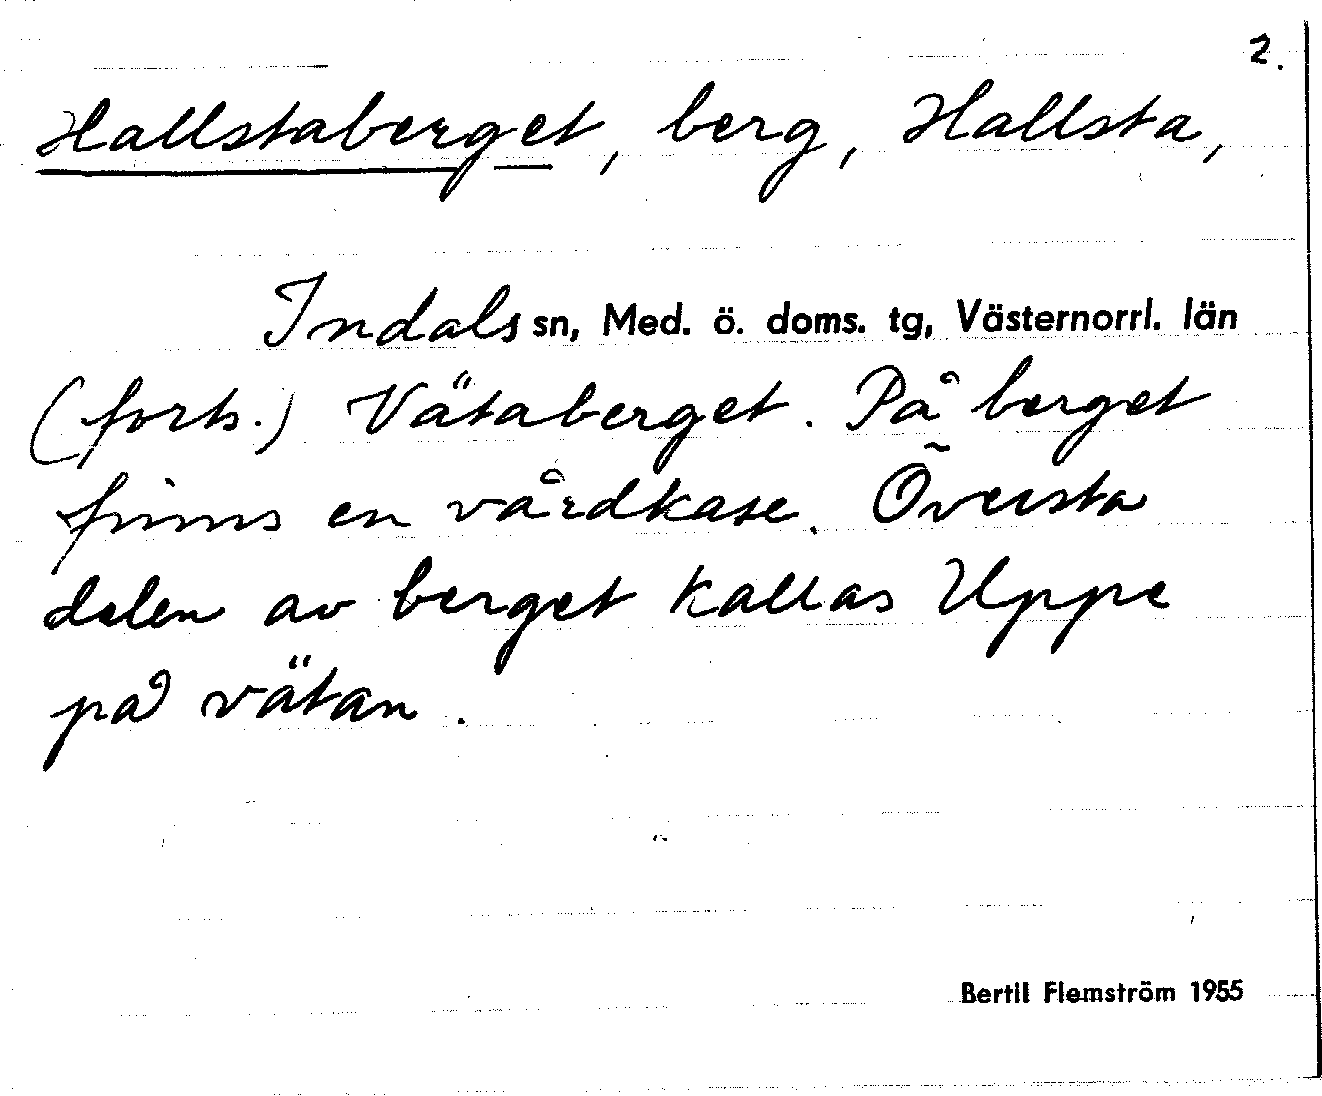 2.
Hallstaberget, berg, Hallsta,
Indals sn, Med. ö. doms. tg, Västernorrl. län
(forts.) Vätaberget. På berget
finns en vårdkase. Översta
delen av berget kallas Uppe
på vätan.
Bertil Flemström 1955